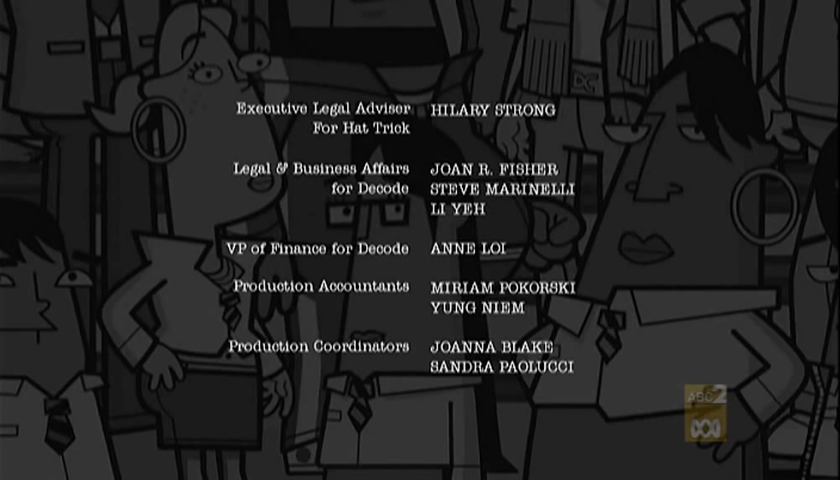 Executive Legal Adviser HILARY STRONG
For Hat Trick
Legal & Business Affairs JOAN R. FISHER
for Decode STEVE MARINELLI
LI YEH
VP of Finance for Decode ANNE LOI
Production Accountants MIRIAM POKORSKI
YUNG NIEM
Production Coordinators JOANNA BLAKE
SANDRA PAOLUCCI
ABC2
DC